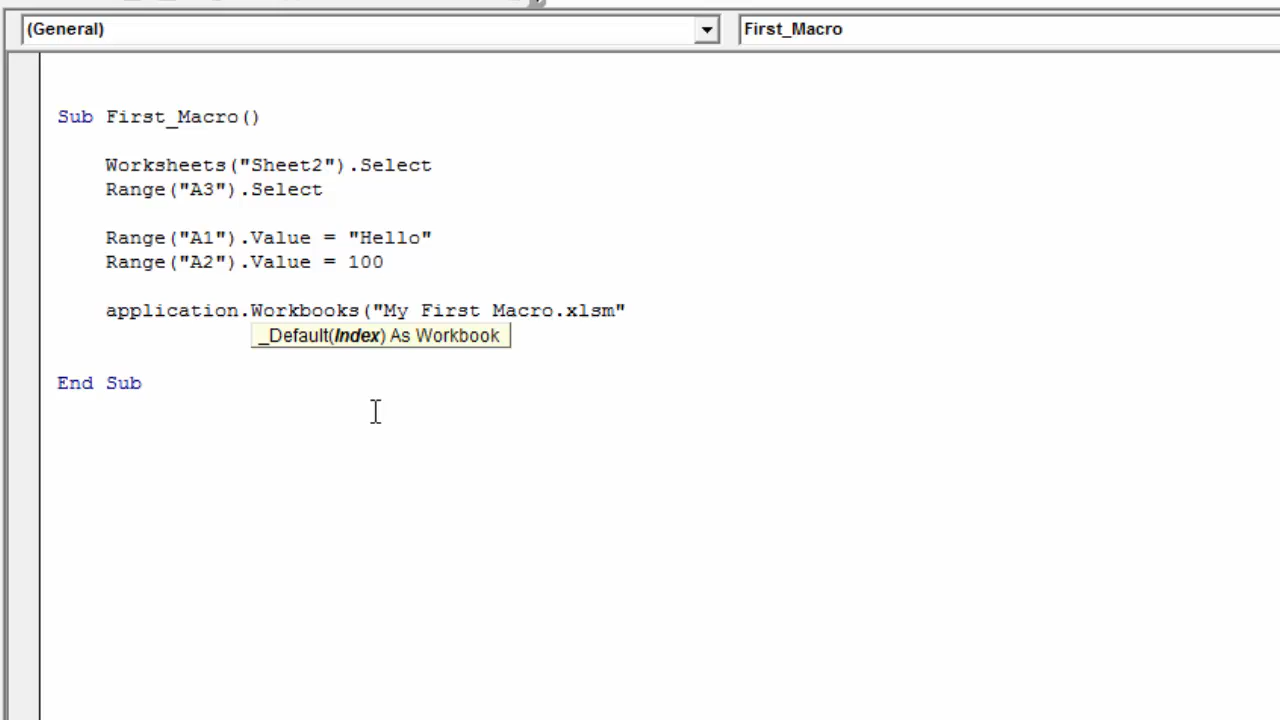 (General)
First_Macro
Sub First_Macro()
Worksheets("Sheet2").Select
Range("A3").Select
Range("A1").Value = "Hello"
Range("A2").Value = 100
application.Workbooks("My First Macro.xlsm"
_Default(Index) As Workbook
End Sub